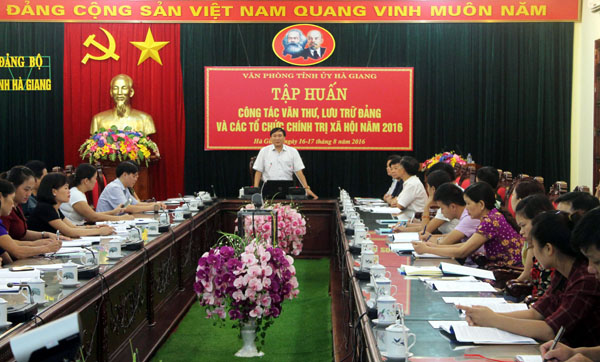 ĐẢNG CỘNG SẢN VIỆT NAM QUANG VINH MUÔN NĂM
ĐẢNG BỘ
NH HÀ GIANG
VĂN PHÒNG TỈNH ỦY HÀ GIANG
TẬP HUẤN
CÔNG TÁC VĂN THƯ, LƯU TRỮ ĐẢNG
VÀ CÁC TỔ CHỨC CHÍNH TRỊ XÃ HỘI NĂM 2016
Hà Giang, 16-17 tháng 8 năm 2016